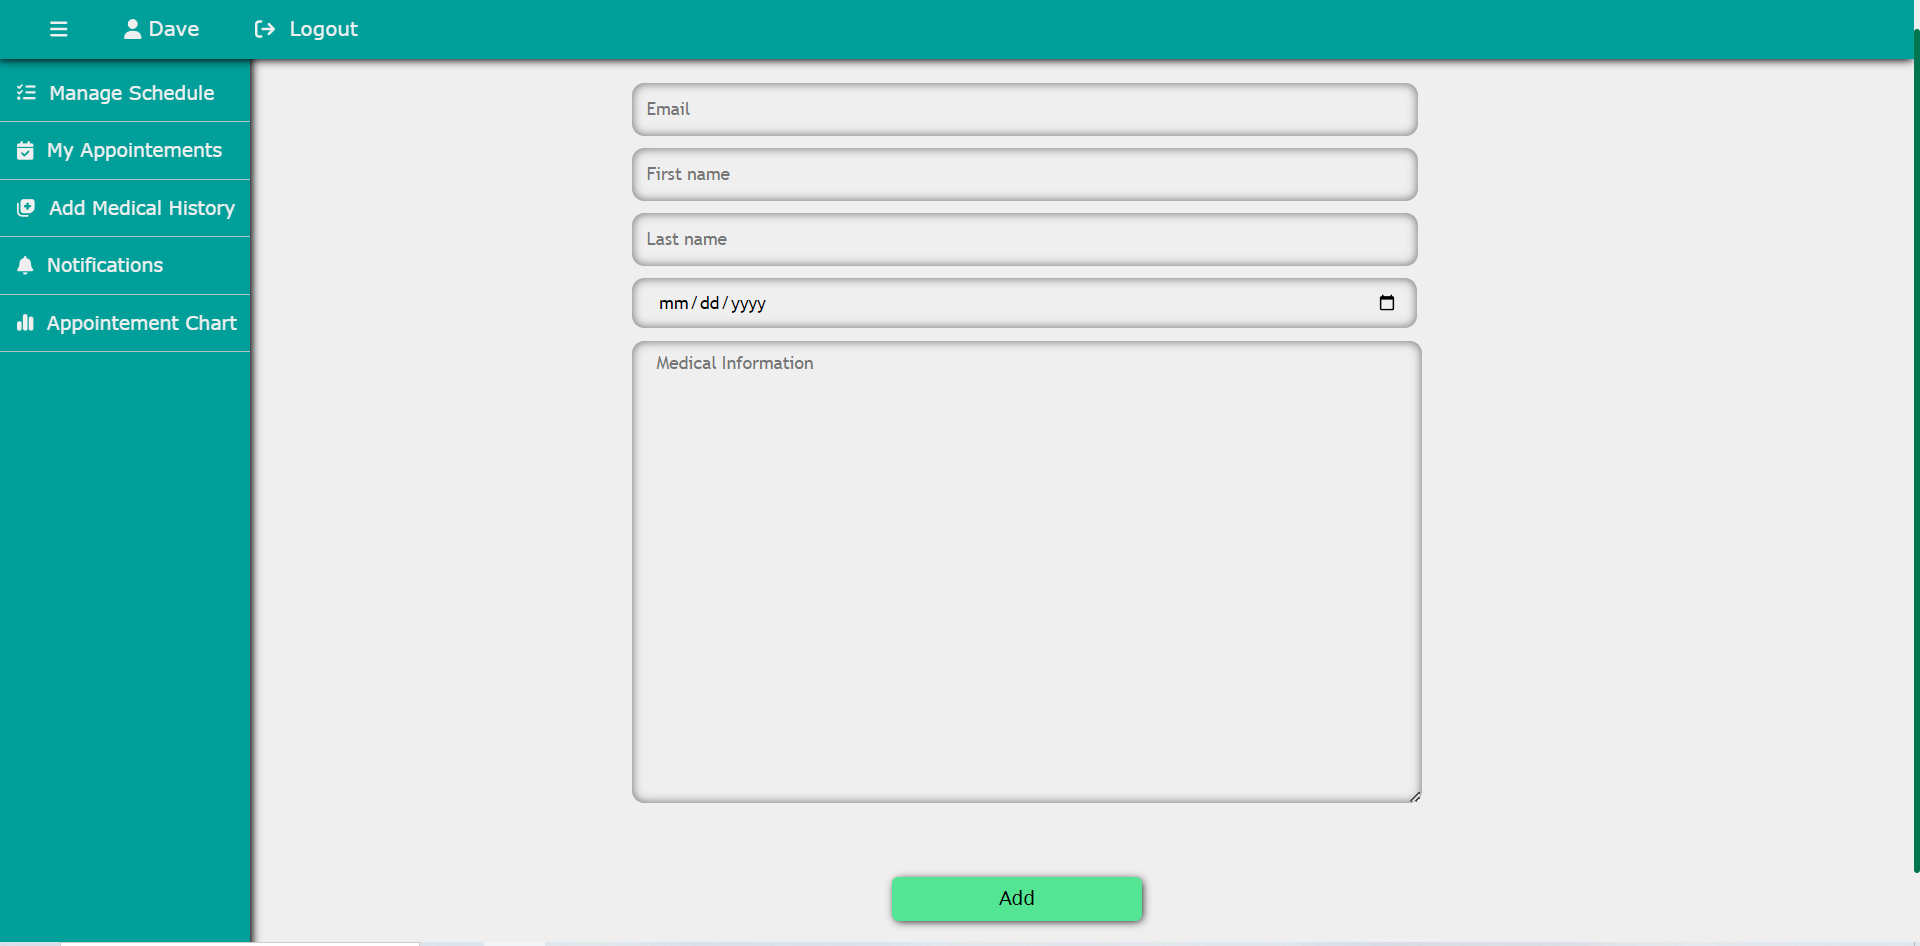 Dave Logout
Manage Schedule
My Appointements
Add Medical History
Notifications
Appointement Chart
Email
First name
Last name
mm/dd/yyyy
Medical Information
Add